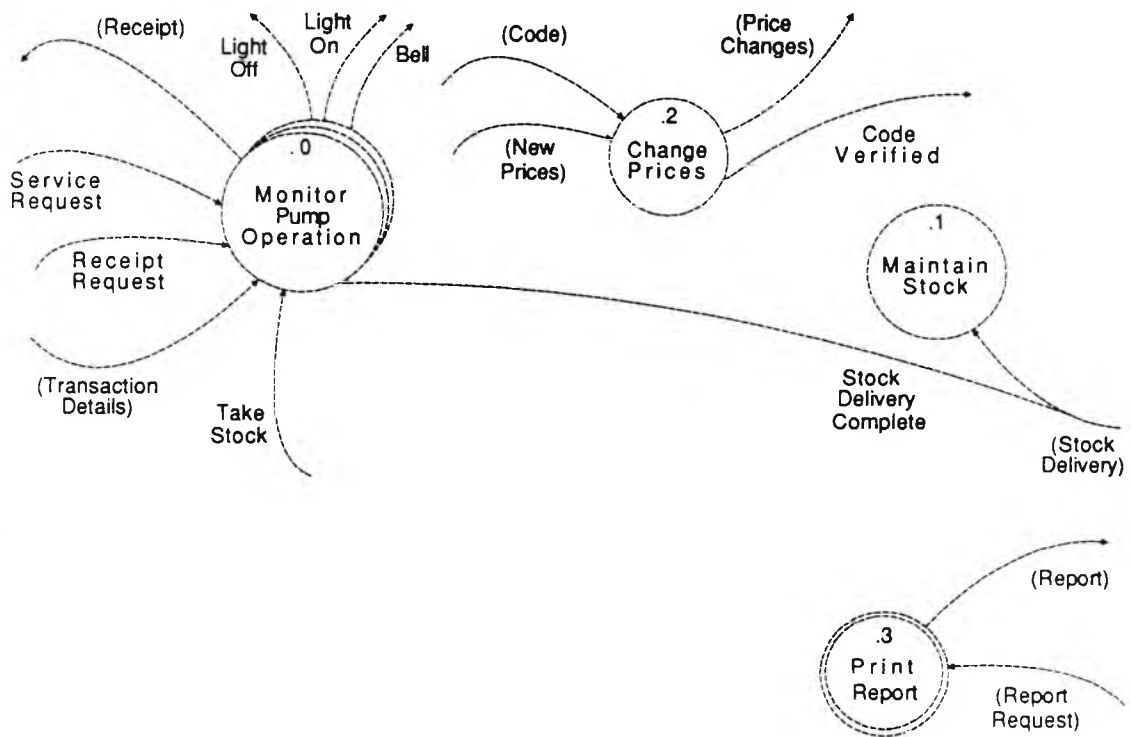 (Receipt)
Light
Off
Light
On
Bell
(Code)
(Price
Changes)
.0
Monitor
Pump
Operation
Service
Request
Receipt
Request
(Transaction
Details)
Take
Stock
(New
Prices)
.2
Change
Prices
Code
Verified
.1
Maintain
Stock
Stock
Delivery
Complete
(Stock
Delivery)
(Report)
.3
Print
Report
(Report
Request)